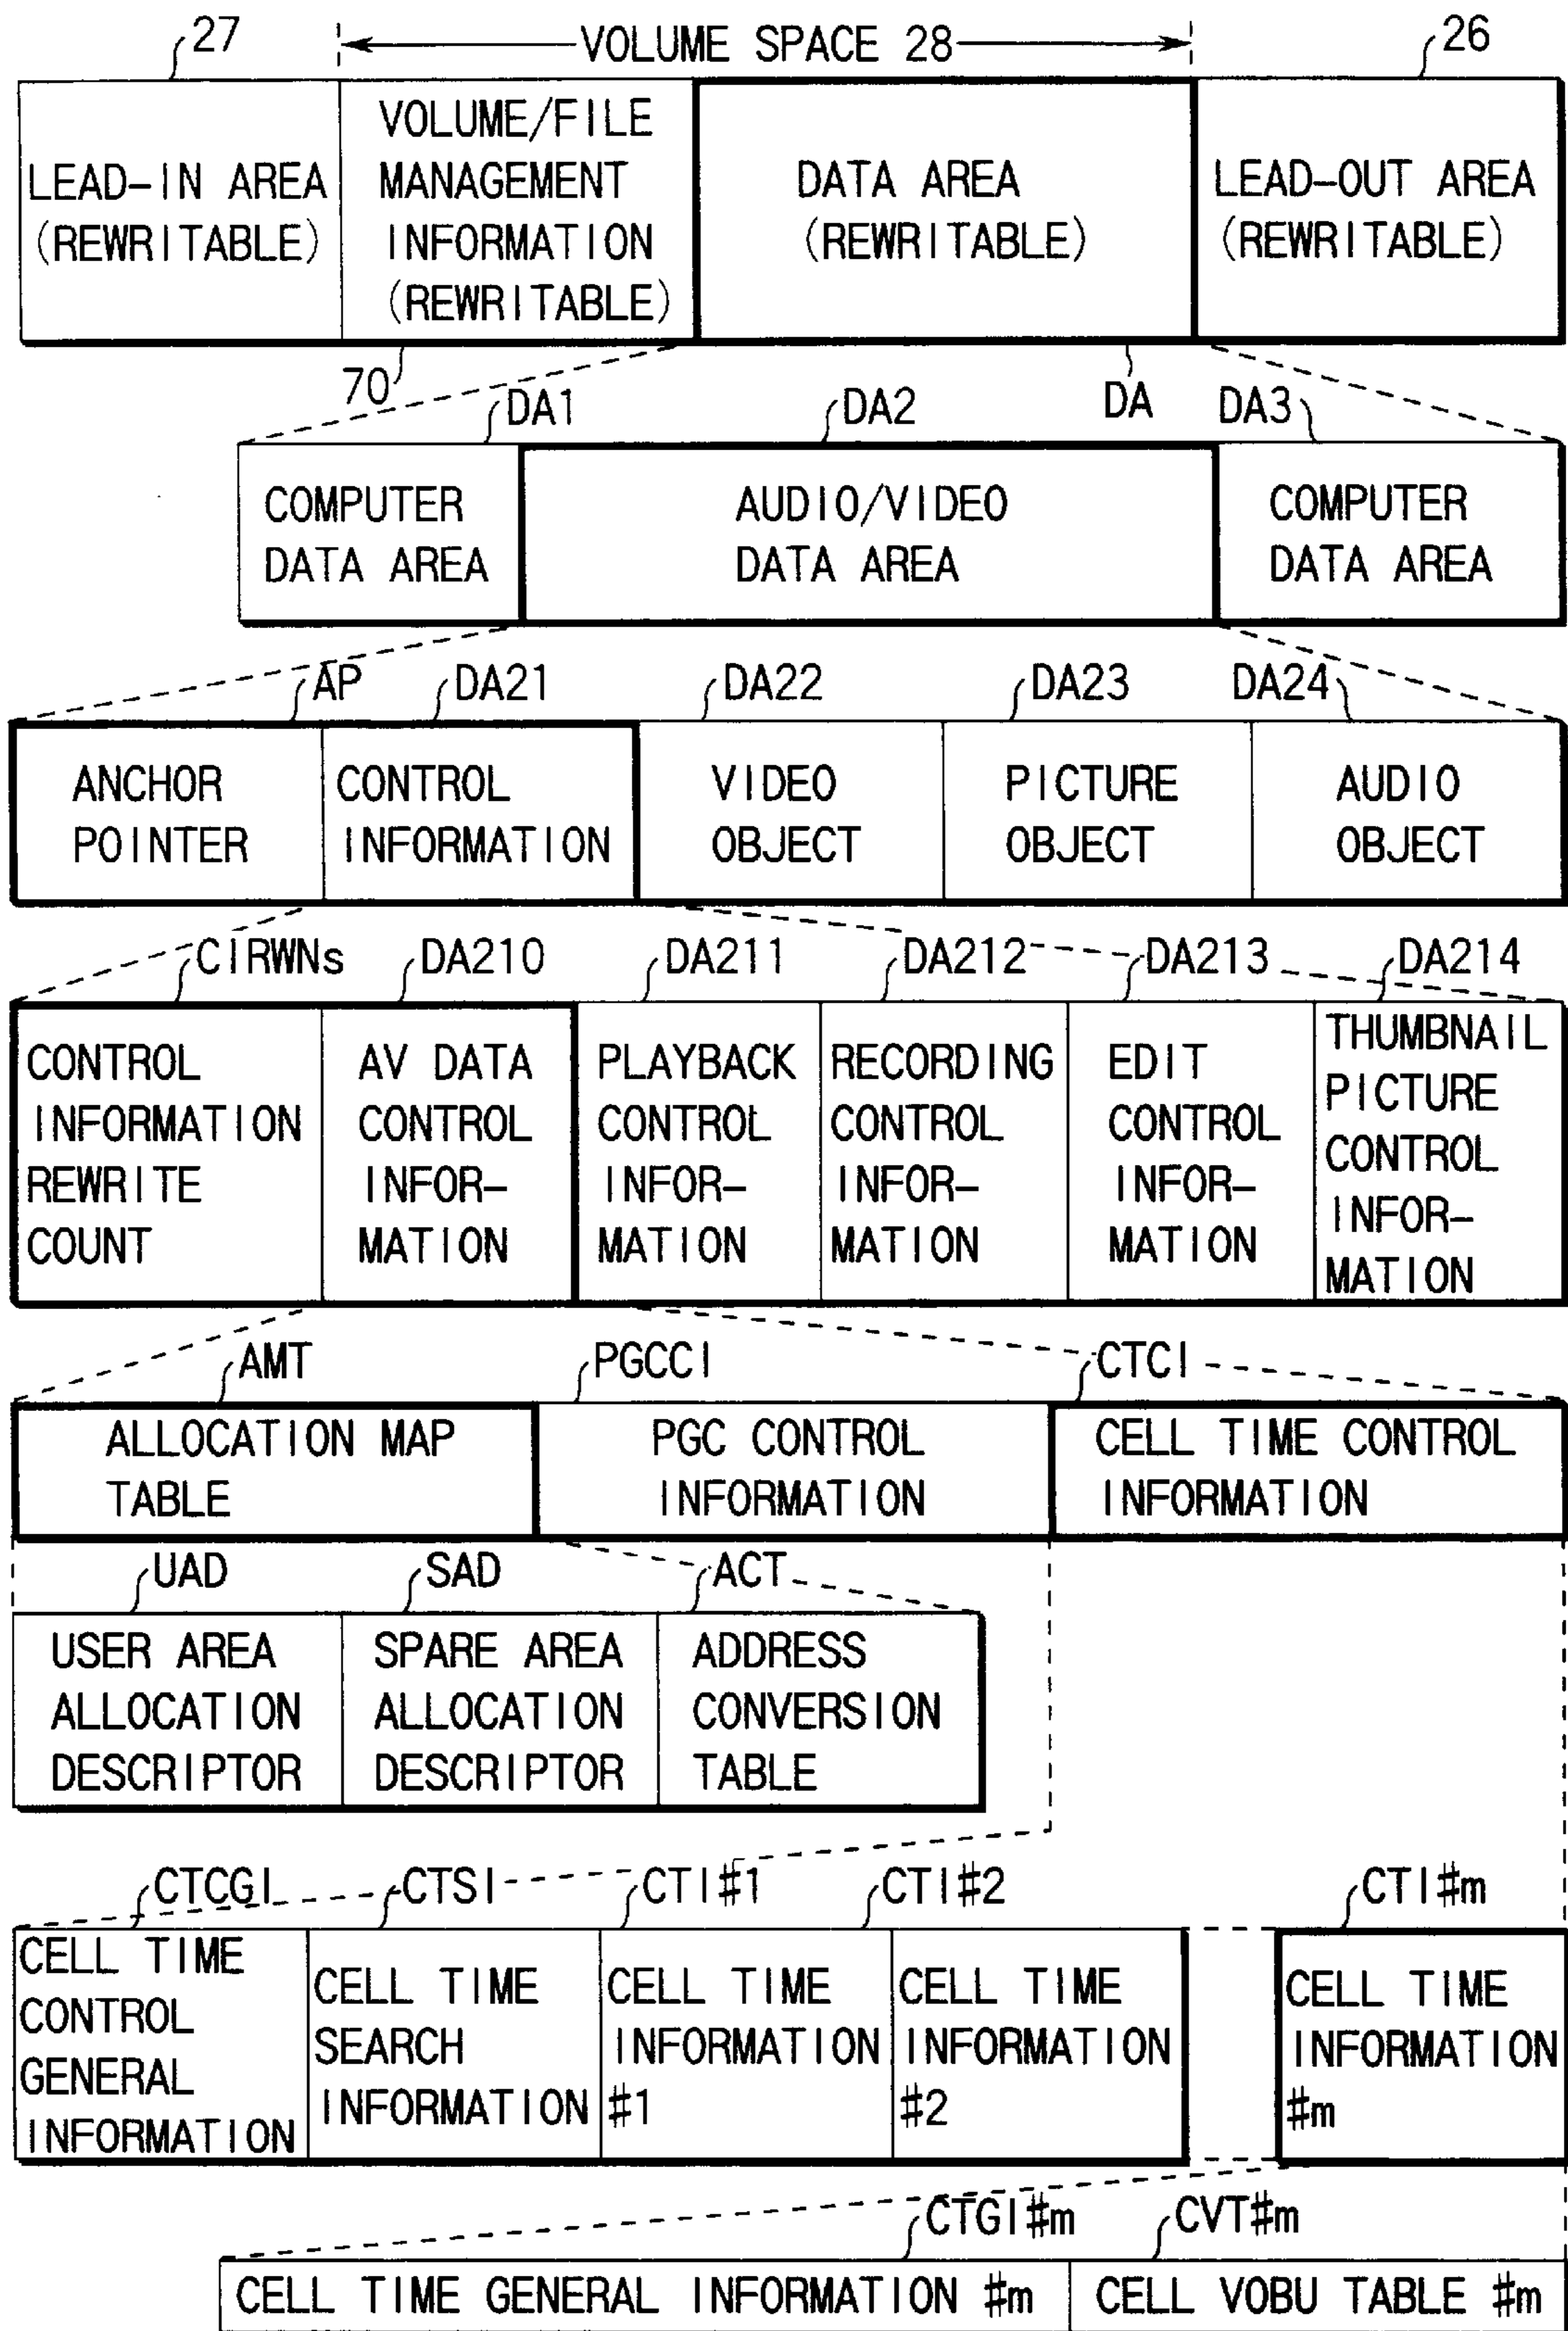 27
VOLUME SPACE 28
26
LEAD-IN AREA
(REWRITABLE)
VOLUME/FILE
MANAGEMENT
INFORMATION
(REWRITABLE)
DATA AREA
(REWRITABLE)
LEAD-OUT AREA
(REWRITABLE)
70
DA
DA1
DA2
DA3
COMPUTER
DATA AREA
AUDIO/VIDEO
DATA AREA
COMPUTER
DATA AREA
AP
DA21
DA22
DA23
DA24
ANCHOR
POINTER
CONTROL
INFORMATION
VIDEO
OBJECT
PICTURE
OBJECT
AUDIO
OBJECT
CIRWNs
DA210
DA211
DA212
DA213
DA214
CONTROL
INFORMATION
REWRITE
COUNT
AV DATA
CONTROL
INFOR-
MATION
PLAYBACK
CONTROL
INFOR-
MATION
RECORDING
CONTROL
INFOR-
MATION
EDIT
CONTROL
INFOR-
MATION
THUMBNAIL
PICTURE
CONTROL
INFOR-
MATION
AMT
PGCCI
CTCI
ALLOCATION MAP
TABLE
PGC CONTROL
INFORMATION
CELL TIME CONTROL
INFORMATION
UAD
SAD
ACT
USER AREA
ALLOCATION
DESCRIPTOR
SPARE AREA
ALLOCATION
DESCRIPTOR
ADDRESS
CONVERSION
TABLE
CTCGI
CTSI
CTI#1
CTI#2
CTI#m
CELL TIME
CONTROL
GENERAL
INFORMATION
CELL TIME
SEARCH
INFORMATION
CELL TIME
INFORMATION
#1
CELL TIME
INFORMATION
#2
CELL TIME
INFORMATION
#m
CTGI#m
CVT#m
CELL TIME GENERAL INFORMATION #m
CELL VOBU TABLE #m